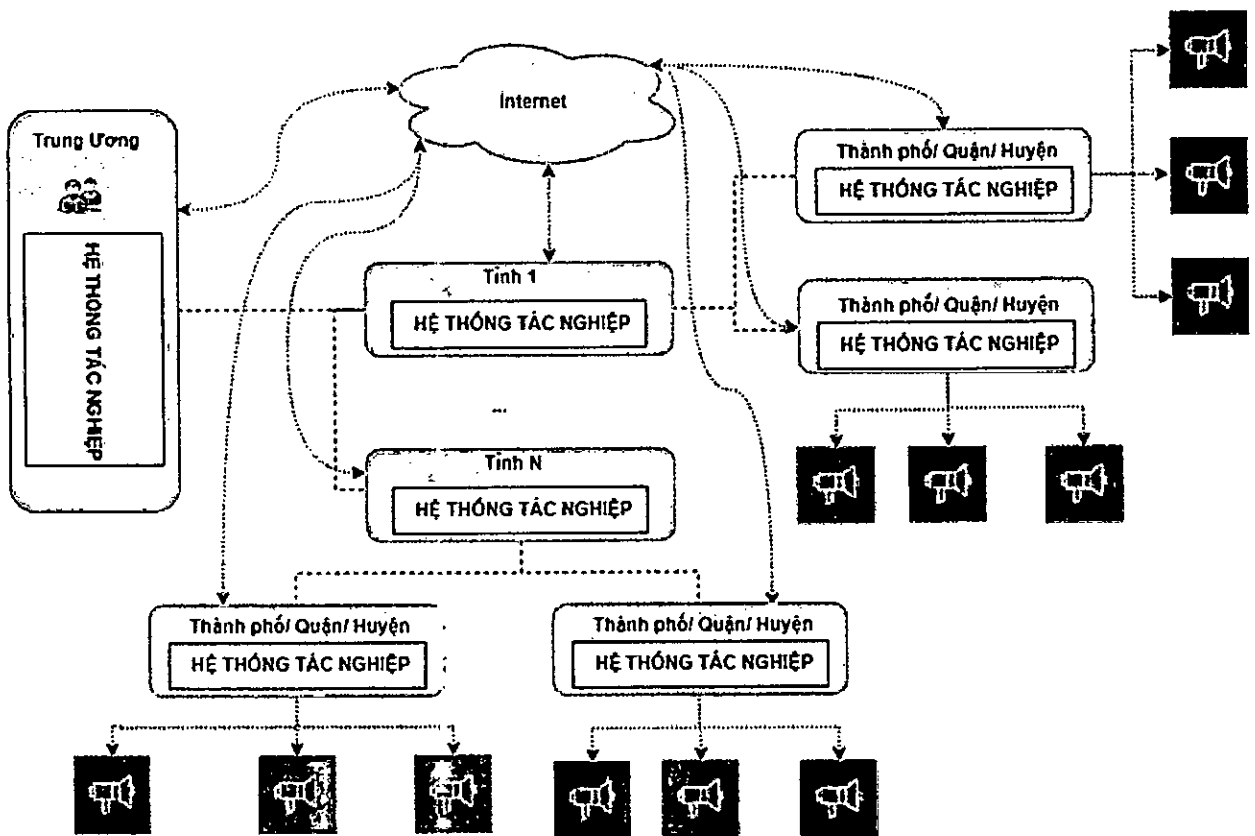 Internet
Trung Ương
HỆ THỐNG TÁC NGHIỆP
Tỉnh 1
HỆ THỐNG TÁC NGHIỆP
...
Tỉnh N
HỆ THỐNG TÁC NGHIỆP
Thành phố/ Quận/ Huyện
HỆ THỐNG TÁC NGHIỆP
Thành phố/ Quận/ Huyện
HỆ THỐNG TÁC NGHIỆP
Thành phố/ Quận/ Huyện
HỆ THỐNG TÁC NGHIỆP
Thành phố/ Quận/ Huyện
HỆ THỐNG TÁC NGHIỆP